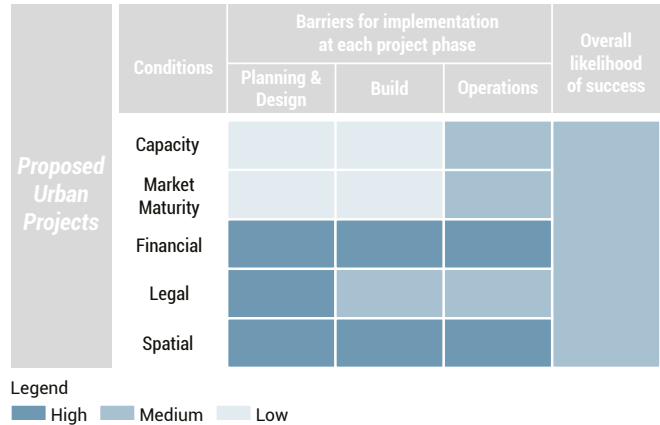 Proposed
Urban
Projects
Conditions
Barriers for implementation
at each project phase
Planning &
Design
Build
Operations
Overall
likelihood
of success
Capacity
Market
Maturity
Financial
Legal
Spatial
Legend
High Medium Low